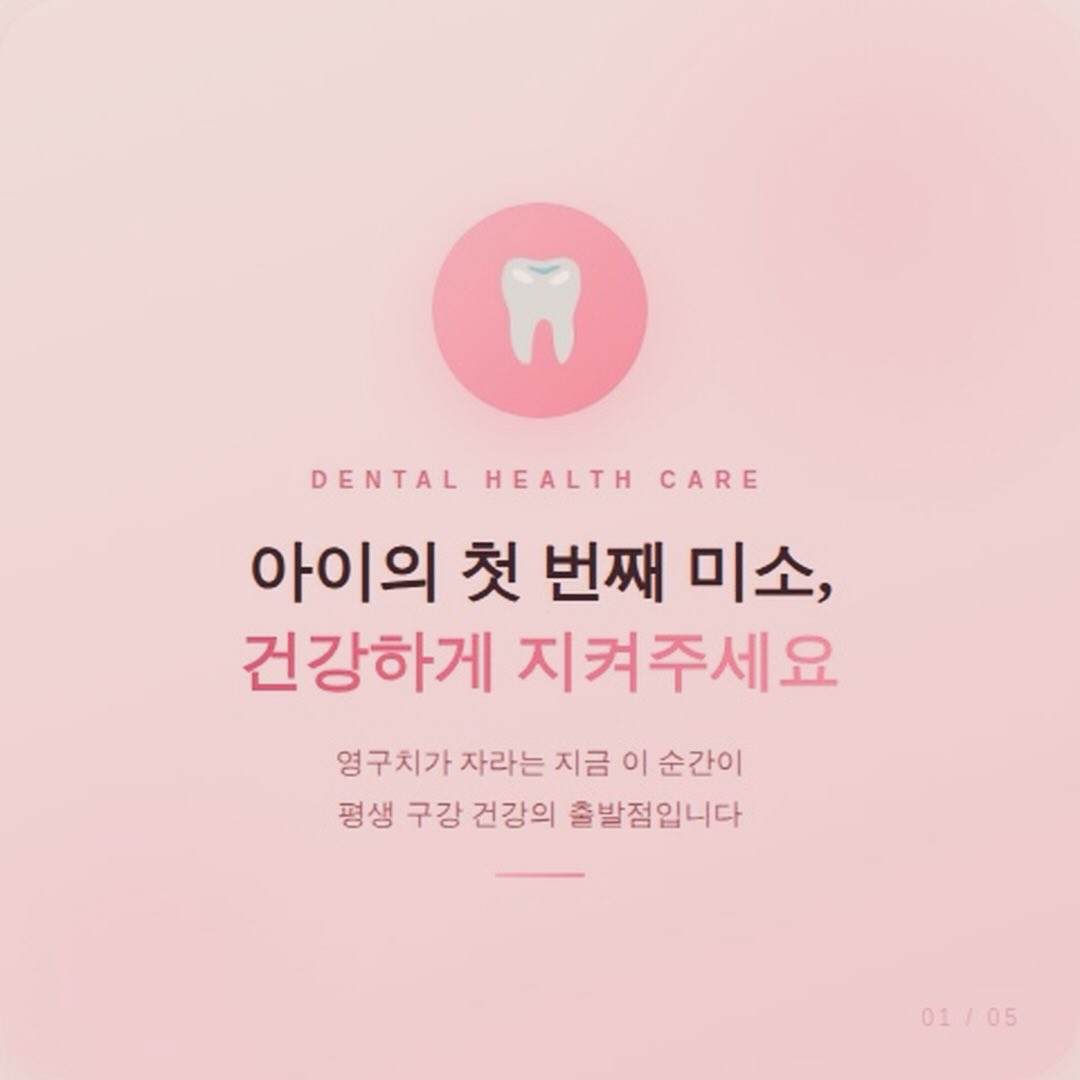 DENTAL HEALTH CARE
아이의 첫 번째 미소,
건강하게 지켜주세요
영구치가 자라는 지금 이 순간이
평생 구강 건강의 출발점입니다
01 / 05